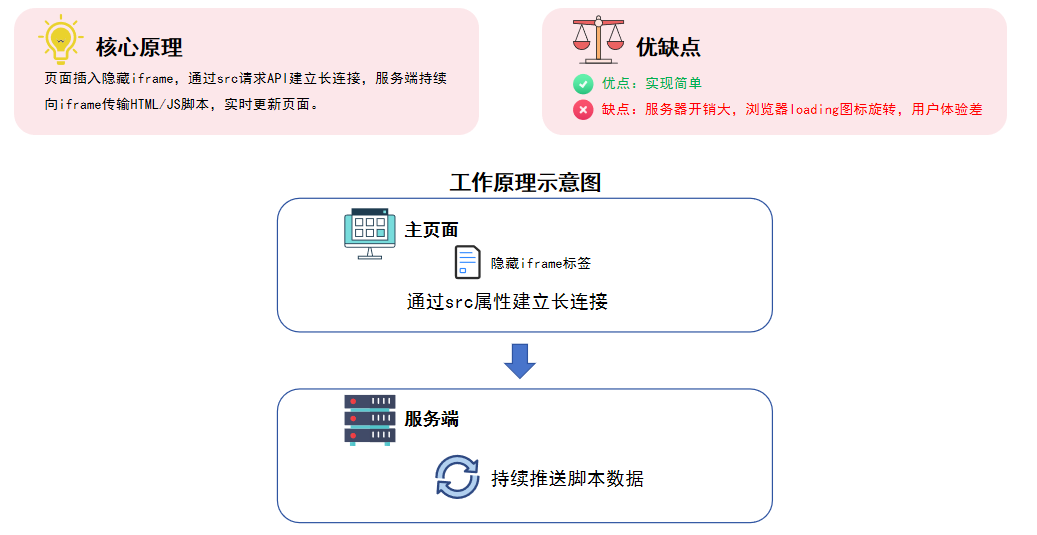 核心原理
页面插入隐藏iframe，通过src请求API建立长连接，服务端持续
向iframe传输HTML/JS脚本，实时更新页面。
优缺点
优点：实现简单
缺点：服务器开销大，浏览器loading图标旋转，用户体验差
工作原理示意图
主页面
隐藏iframe标签
通过src属性建立长连接
服务端
持续推送脚本数据